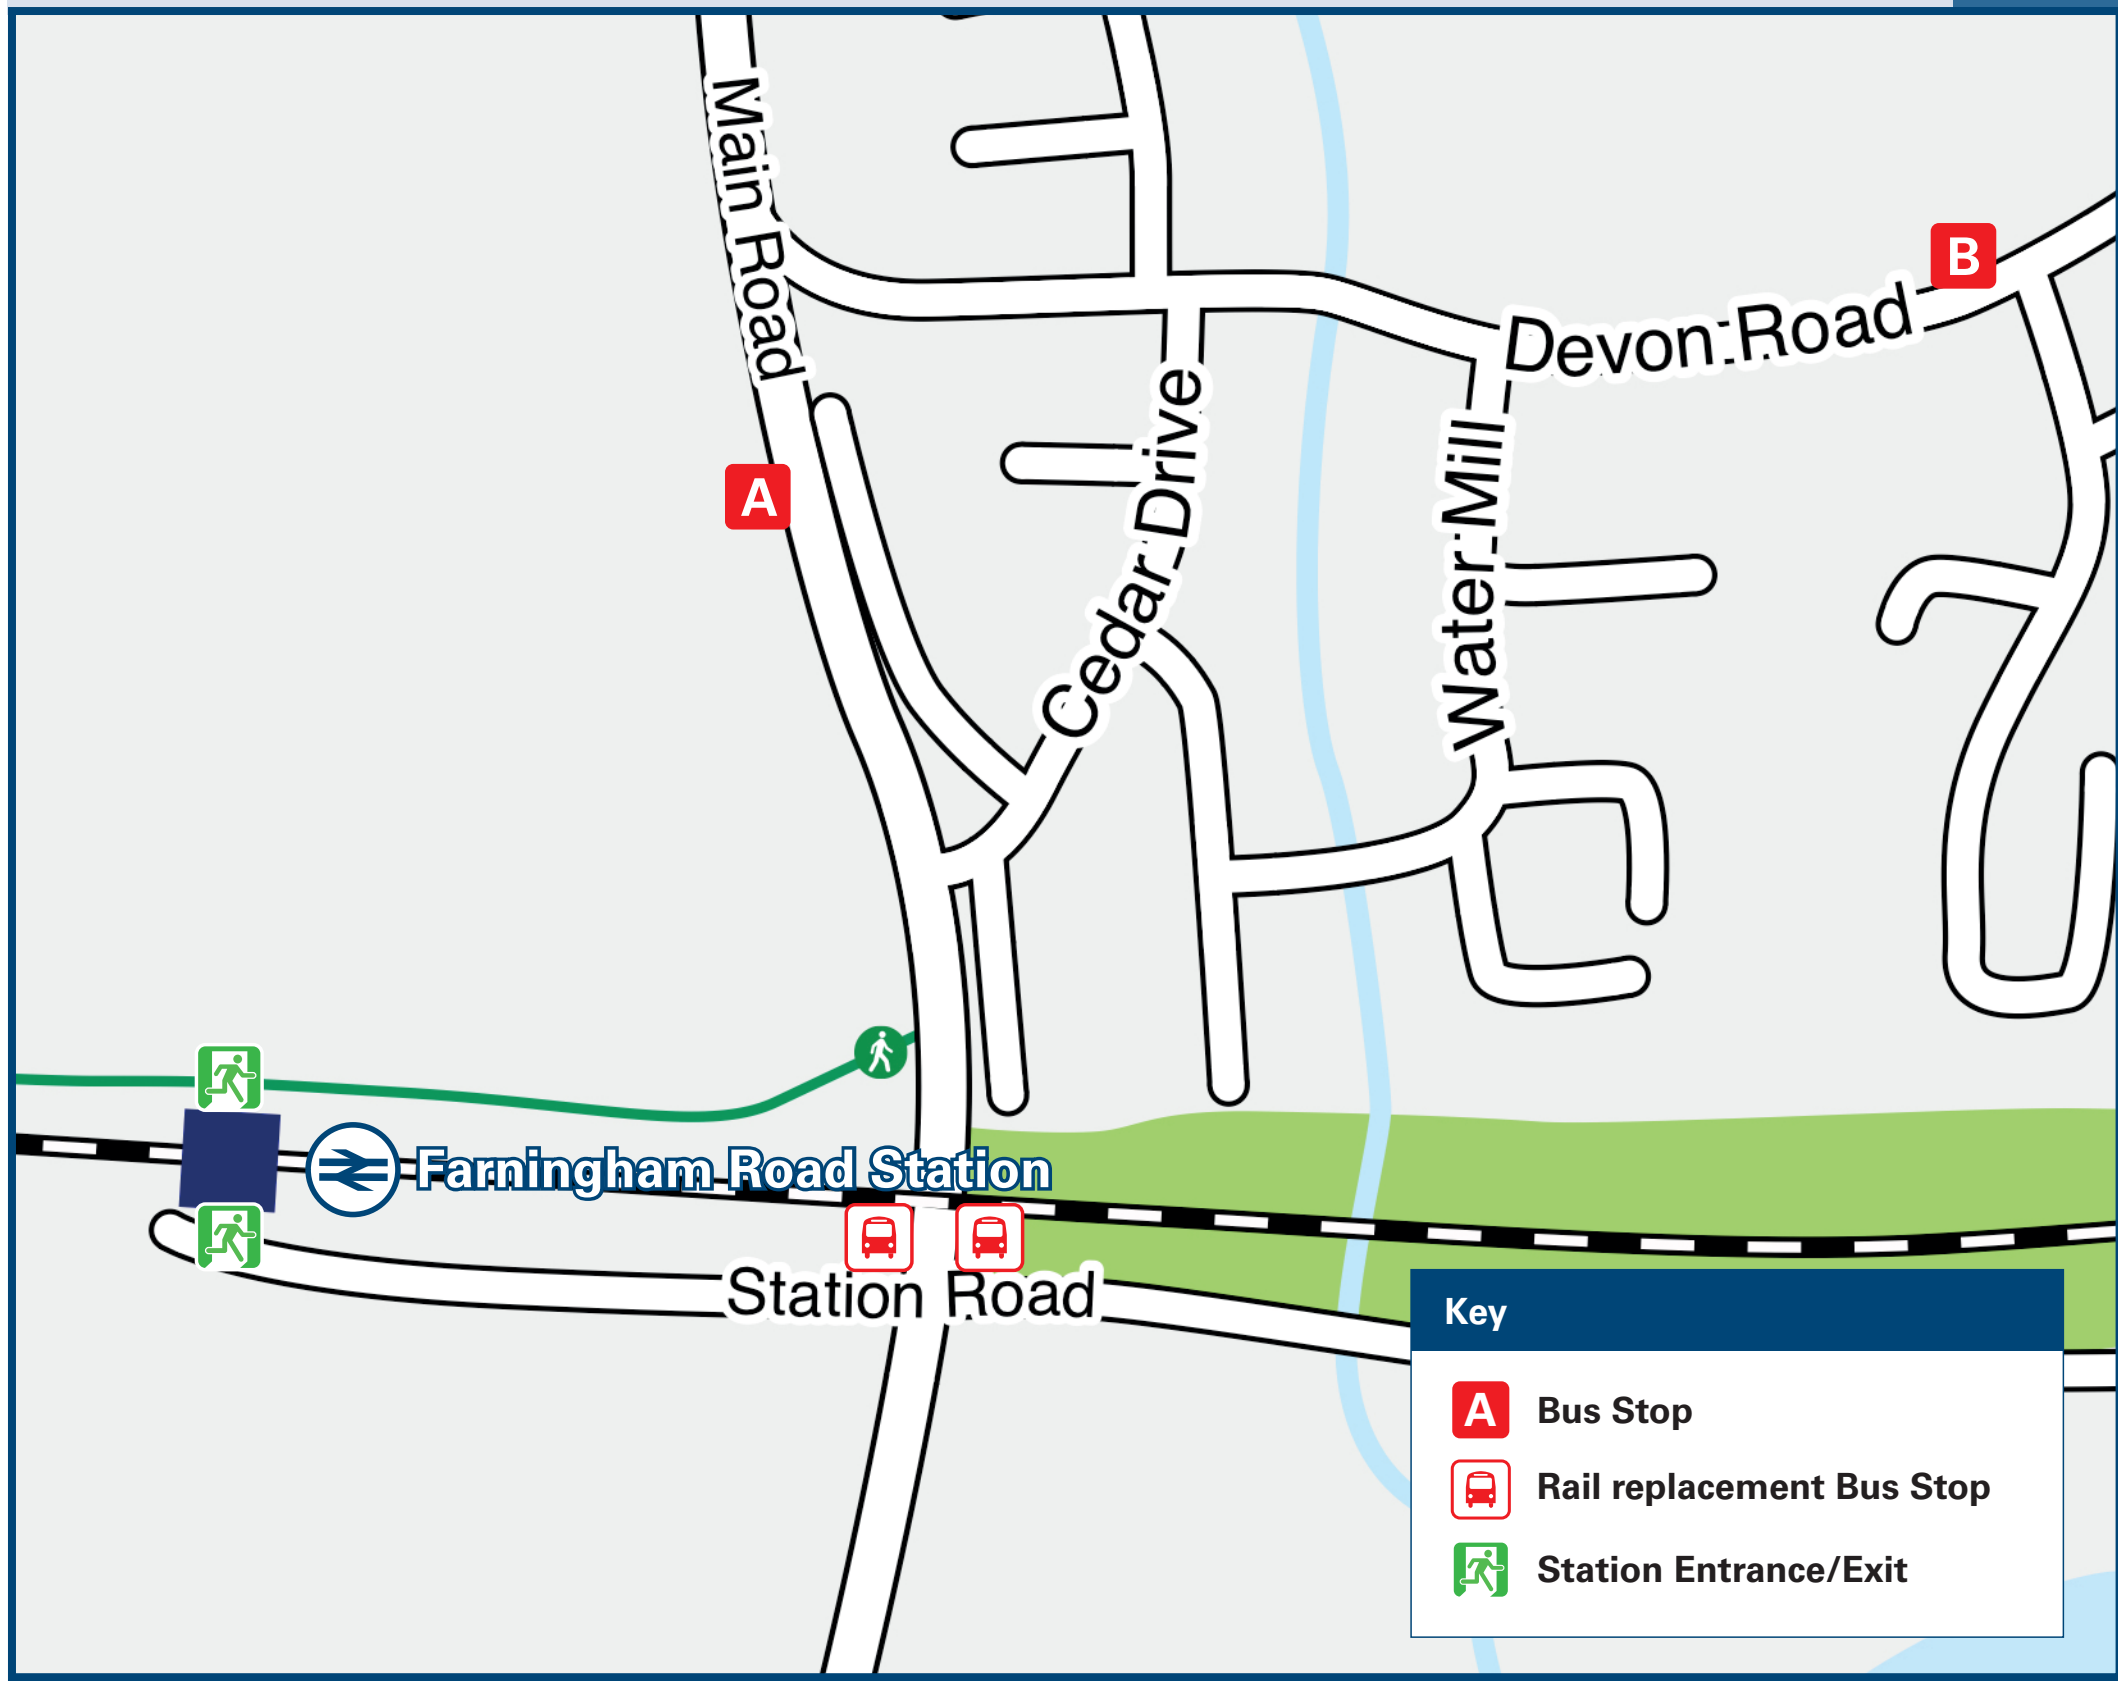 Main Road
B
Devon Road
A
Cedar Drive
Water Mill
Farningham Road Station
Station Road
Key
A Bus Stop
Rail replacement Bus Stop
Station Entrance/Exit